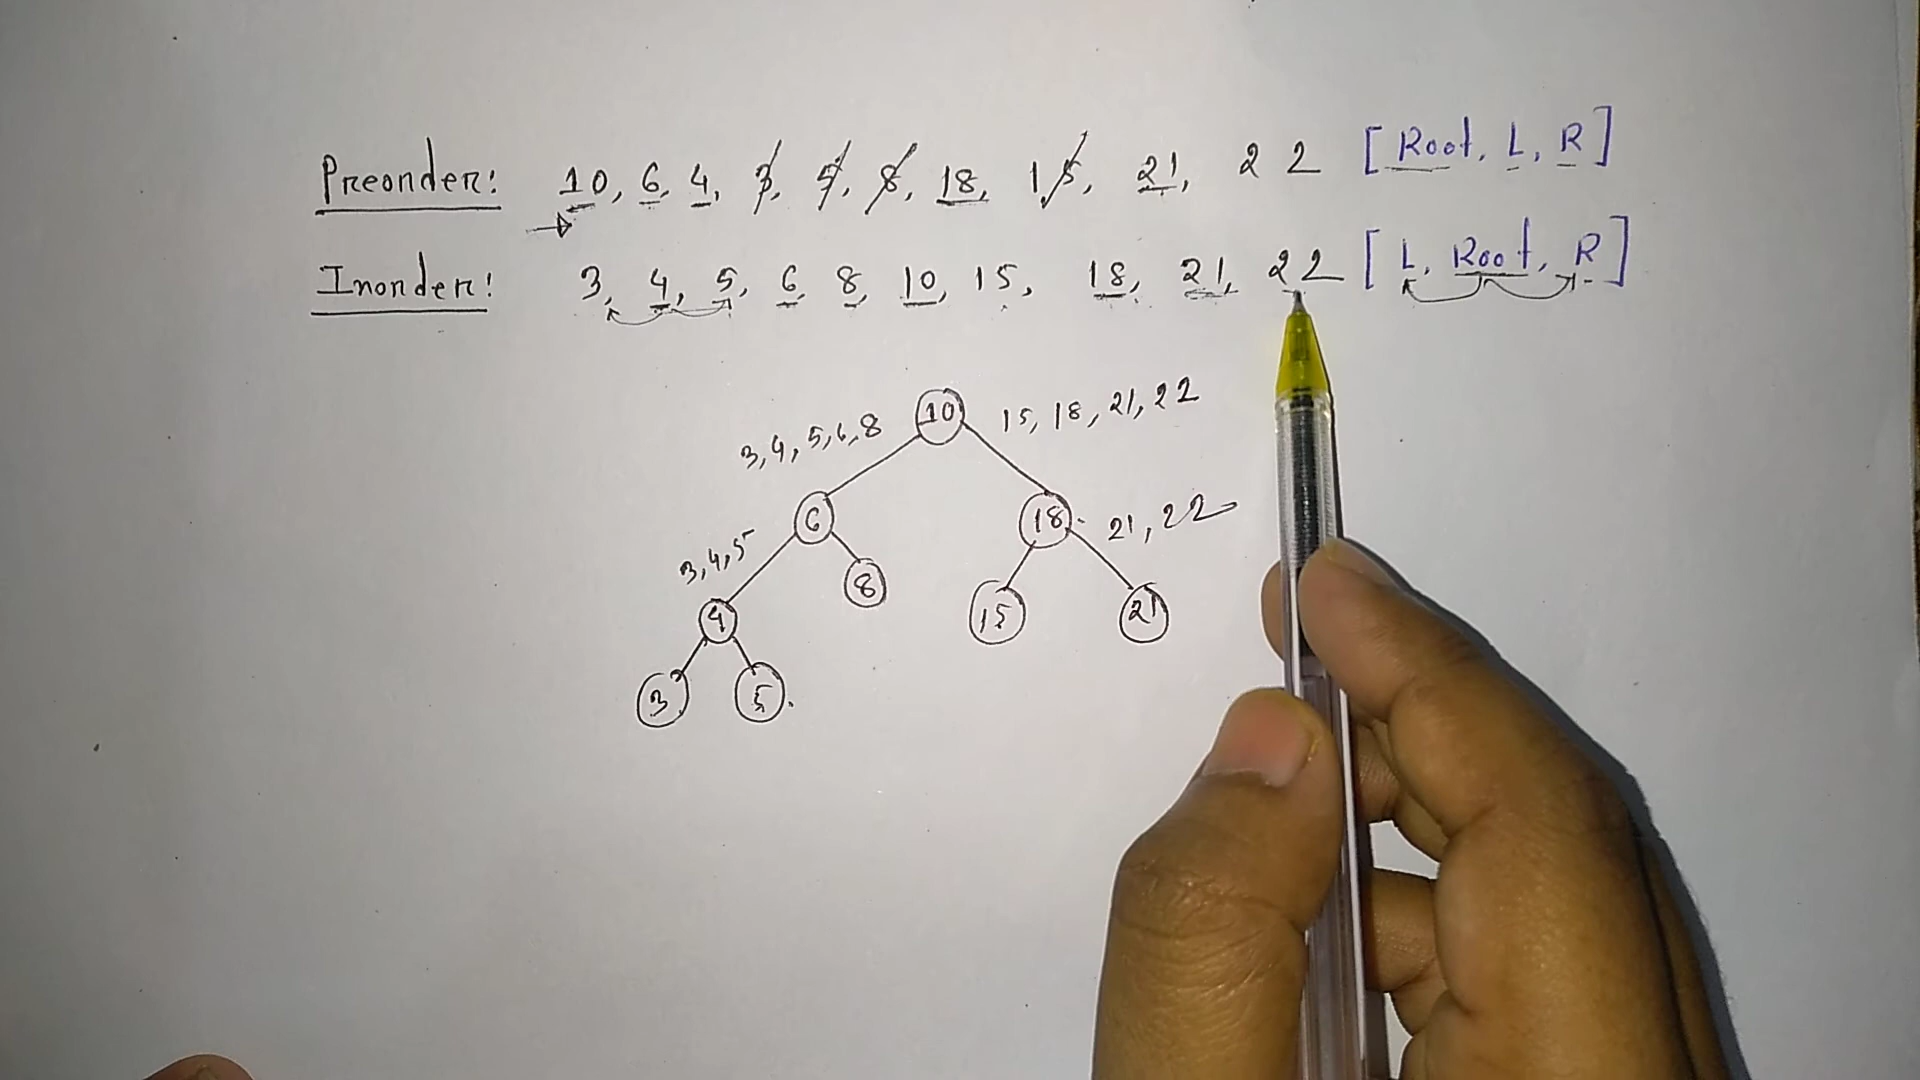 Preorder: 10, 6, 4, 3, 5, 8, 18, 15, 21, 22 [Root, L, R]
Inorder: 3, 4, 5, 6, 8, 10, 15, 18, 21, 22 [L, Root, R]
3, 4, 5, 6, 8 10 15, 18, 21, 22
3, 4, 5 6 18 21, 22
8
4 15 21
3 5